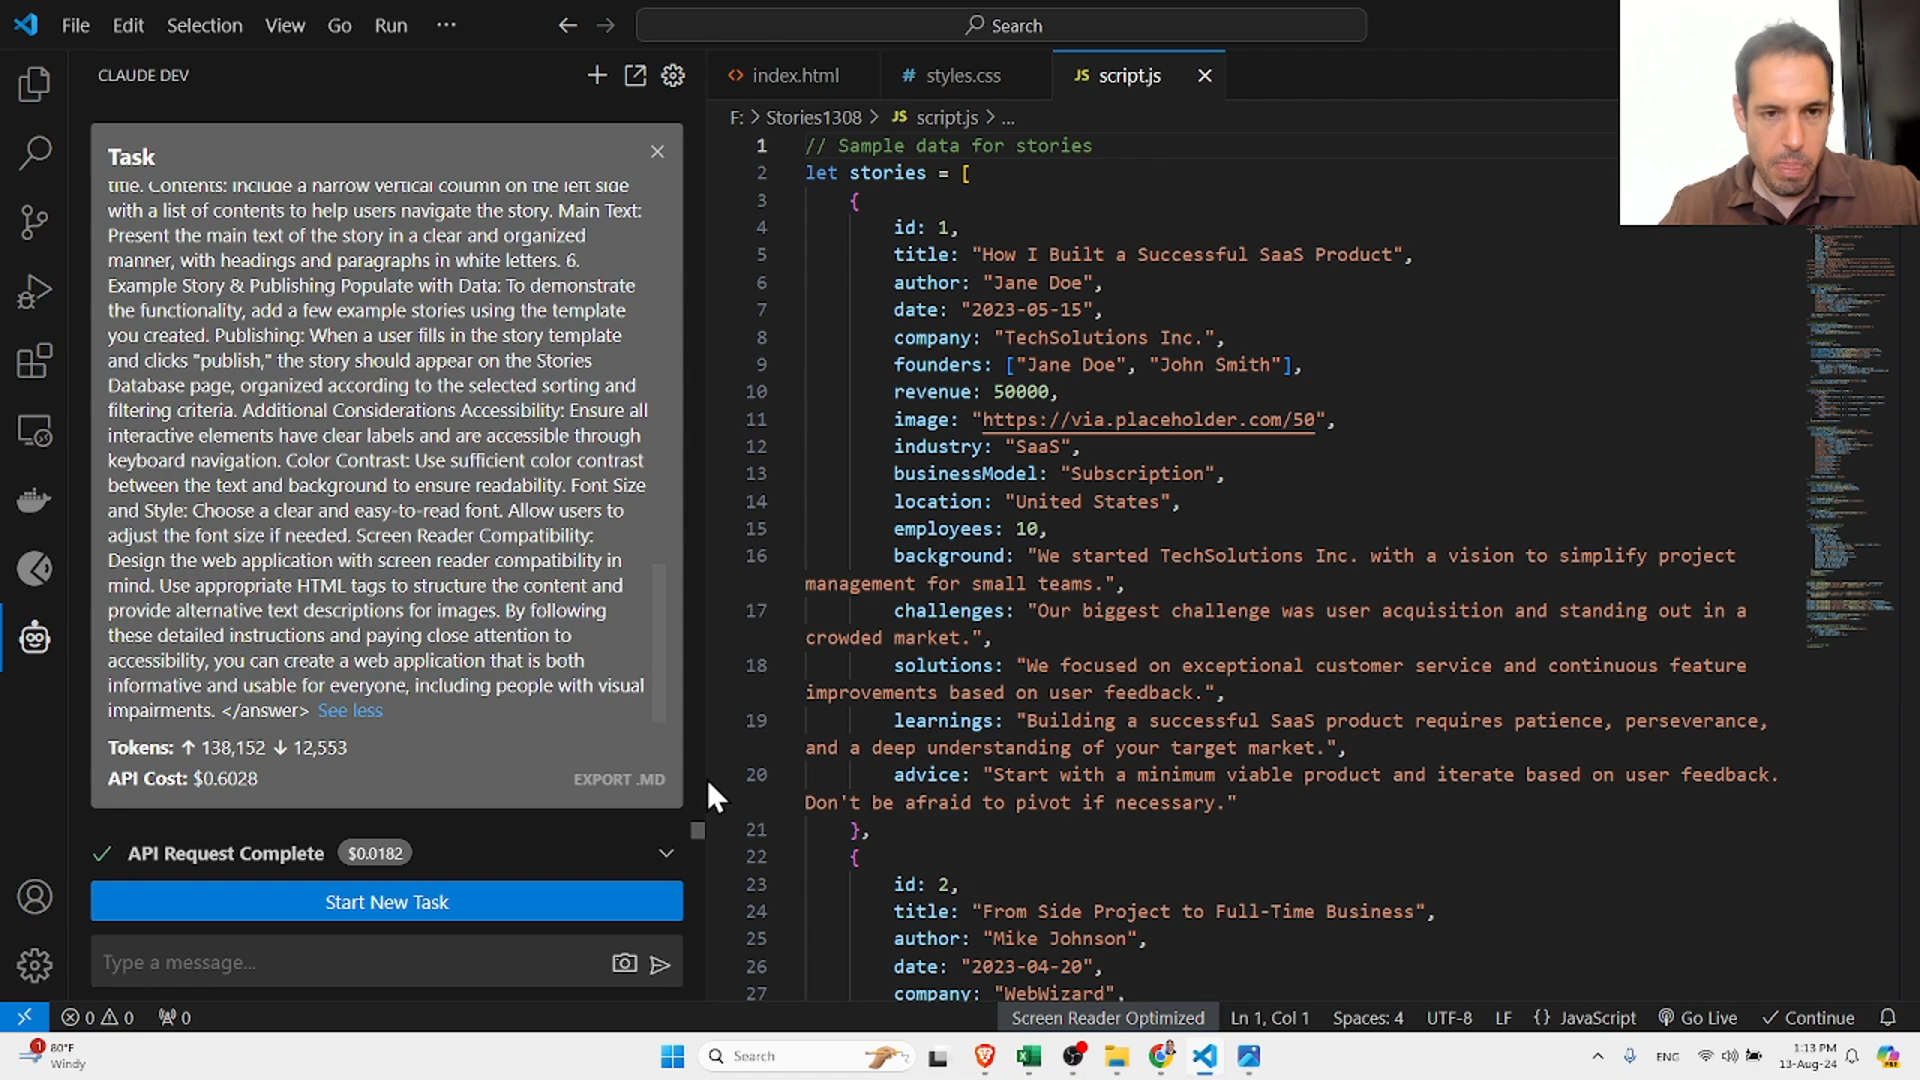 File Edit Selection View Go Run ···
Search
CLAUDE DEV
index.html
# styles.css
JS script.js
F: > Stories1308 > JS script.js > ...
Task
title. Contents: Include a narrow vertical column on the left side
with a list of contents to help users navigate the story. Main Text:
Present the main text of the story in a clear and organized
manner, with headings and paragraphs in white letters. 6.
Example Story & Publishing Populate with Data: To demonstrate
the functionality, add a few example stories using the template
you created. Publishing: When a user fills in the story template
and clicks "publish," the story should appear on the Stories
Database page, organized according to the selected sorting and
filtering criteria. Additional Considerations Accessibility: Ensure all
interactive elements have clear labels and are accessible through
keyboard navigation. Color Contrast: Use sufficient color contrast
between the text and background to ensure readability. Font Size
and Style: Choose a clear and easy-to-read font. Allow users to
adjust the font size if needed. Screen Reader Compatibility:
Design the web application with screen reader compatibility in
mind. Use appropriate HTML tags to structure the content and
provide alternative text descriptions for images. By following
these detailed instructions and paying close attention to
accessibility, you can create a web application that is both
informative and usable for everyone, including people with visual
impairments. </answer> See less
Tokens: ↑ 138,152 ↓ 12,553
API Cost: $0.6028
EXPORT .MD
API Request Complete $0.0182
Start New Task
Type a message...
1 // Sample data for stories
2 let stories = [
3 {
4 id: 1,
5 title: "How I Built a Successful SaaS Product",
6 author: "Jane Doe",
7 date: "2023-05-15",
8 company: "TechSolutions Inc.",
9 founders: ["Jane Doe", "John Smith"],
10 revenue: 50000,
11 image: "https://via.placeholder.com/50",
12 industry: "SaaS",
13 businessModel: "Subscription",
14 location: "United States",
15 employees: 10,
16 background: "We started TechSolutions Inc. with a vision to simplify project
management for small teams.",
17 challenges: "Our biggest challenge was user acquisition and standing out in a
crowded market.",
18 solutions: "We focused on exceptional customer service and continuous feature
improvements based on user feedback.",
19 learnings: "Building a successful SaaS product requires patience, perseverance,
and a deep understanding of your target market.",
20 advice: "Start with a minimum viable product and iterate based on user feedback.
Don't be afraid to pivot if necessary."
21 },
22 {
23 id: 2,
24 title: "From Side Project to Full-Time Business",
25 author: "Mike Johnson",
26 date: "2023-04-20",
27 company: "WebWizard",
0 0 0
Screen Reader Optimized
Ln 1, Col 1
Spaces: 4
UTF-8
LF
{} JavaScript
Go Live
Continue
1
80°F
Windy
Search
ENG
1:13 PM
13-Aug-24